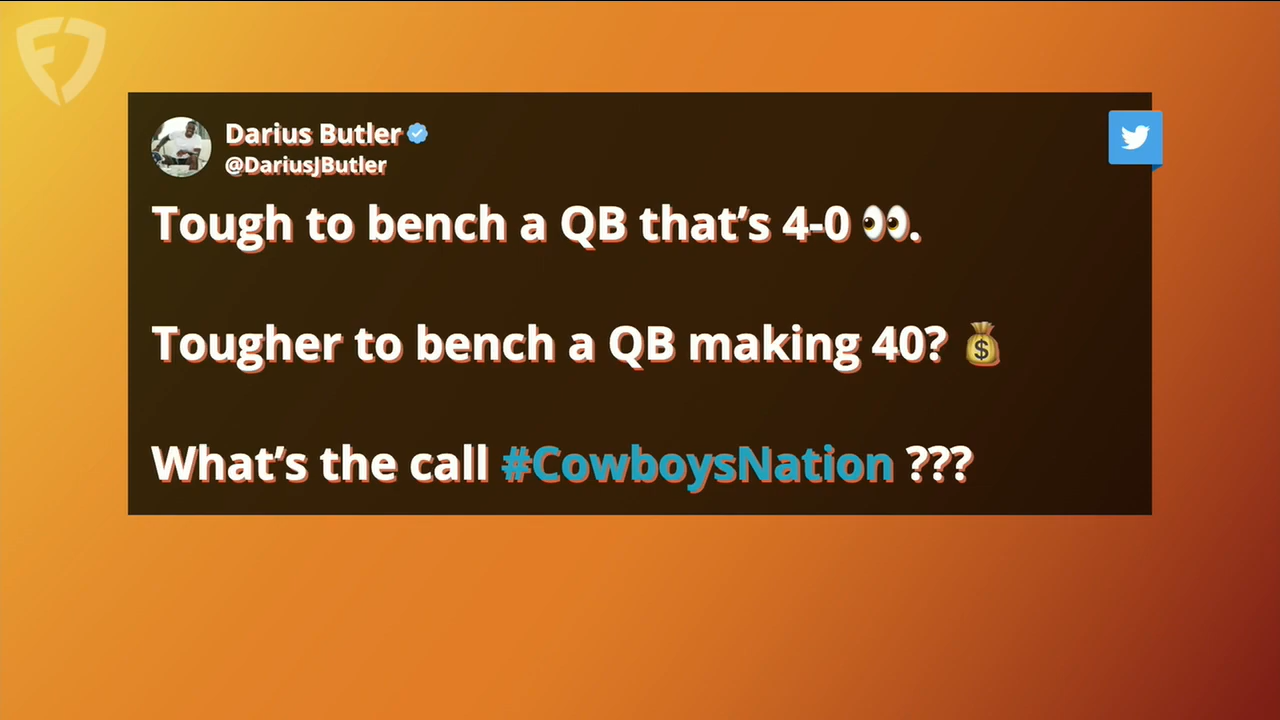 Darius Butler
@DariusJButler
Tough to bench a QB that’s 4-0 👀.
Tougher to bench a QB making 40? 💰
What’s the call #CowboysNation ???